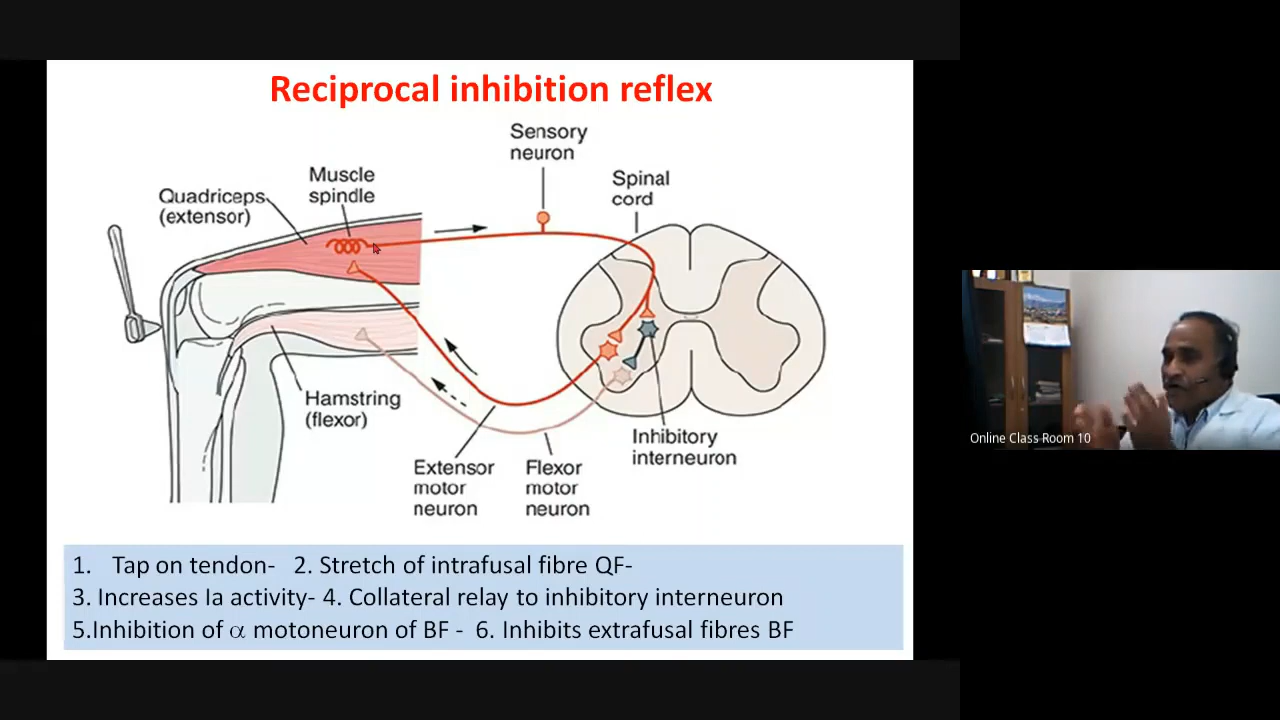 Reciprocal inhibition reflex
Sensory
neuron
Muscle
spindle
Spinal
cord
Quadriceps
(extensor)
Hamstring
(flexor)
Inhibitory
interneuron
Extensor
motor
neuron
Flexor
motor
neuron
1. Tap on tendon- 2. Stretch of intrafusal fibre QF-
3. Increases Ia activity- 4. Collateral relay to inhibitory interneuron
5.Inhibition of α motoneuron of BF - 6. Inhibits extrafusal fibres BF
Online Class Room 10